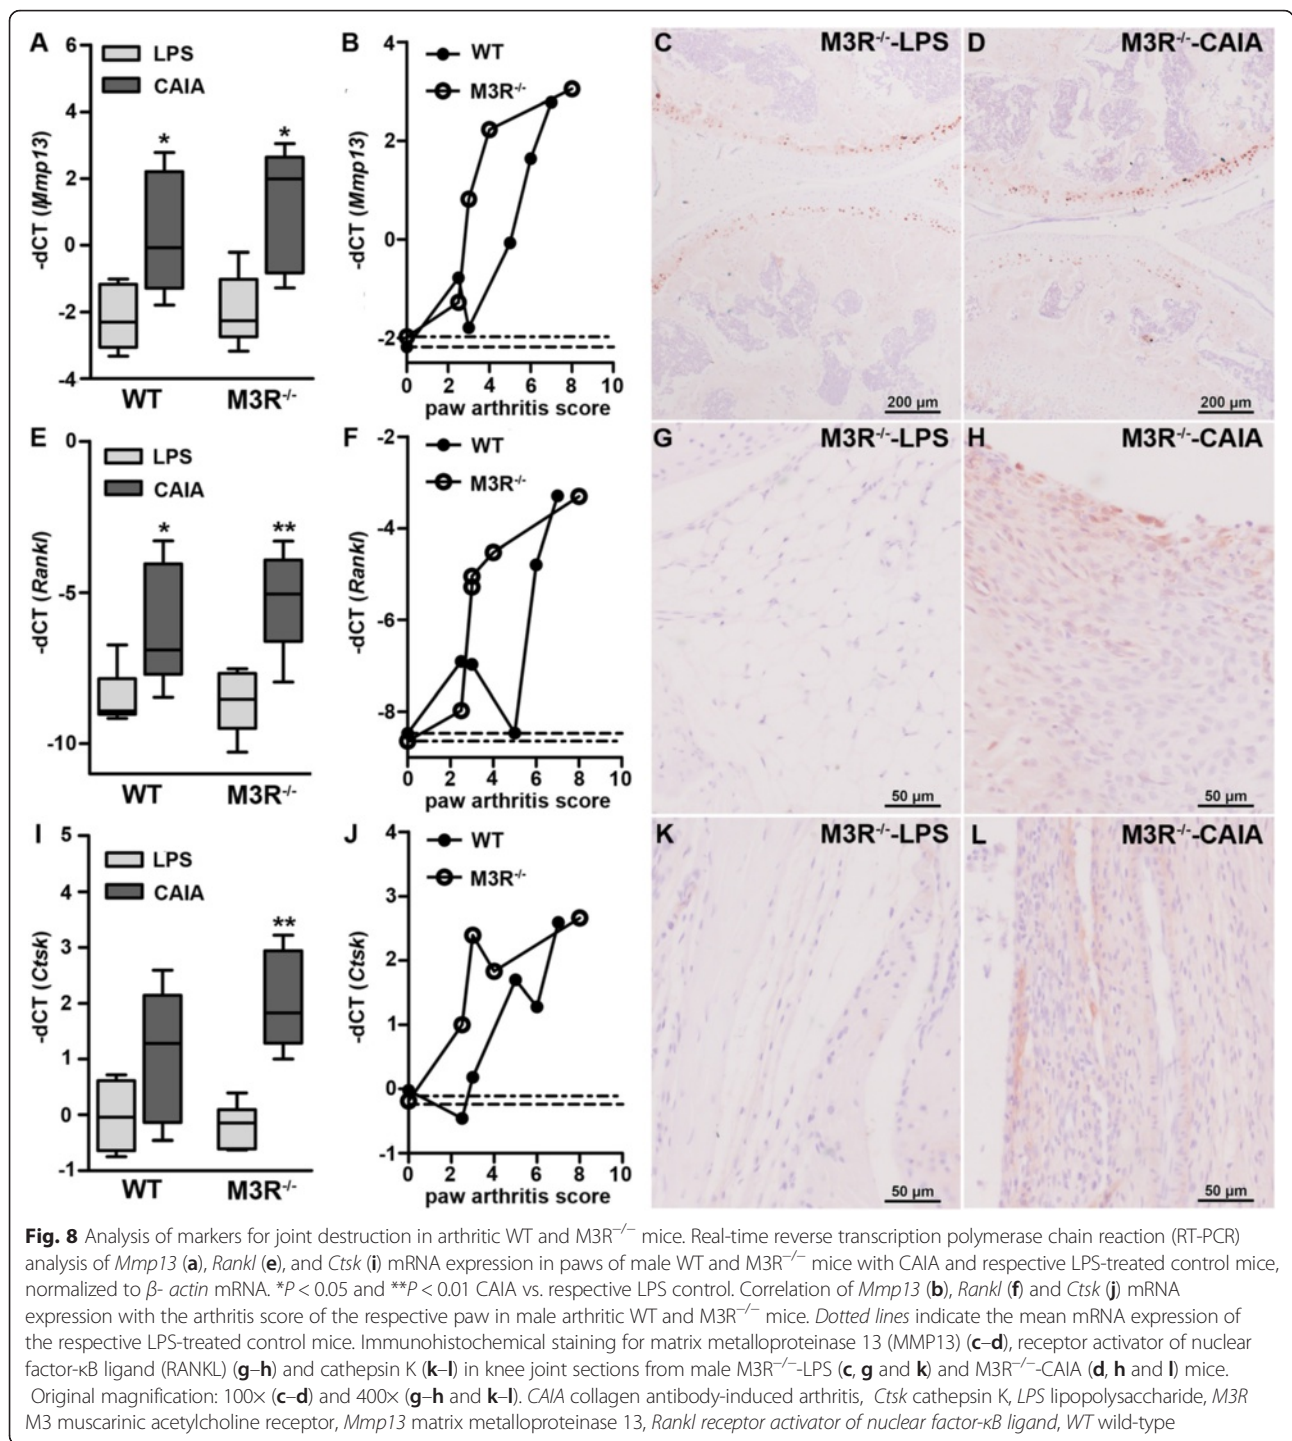 A
6
4
2
0
-2
-4
-dCT (Mmp13)
LPS
CAIA
*
*
WT
M3R-/-
B
4
2
0
-2
-dCT (Mmp13)
WT
M3R-/-
0 2 4 6 8 10
paw arthritis score
C
M3R-/--LPS
200 µm
D
M3R-/--CAIA
200 µm
E
0
-5
-10
-dCT (Rankl)
LPS
CAIA
*
**
WT
M3R-/-
F
-2
-4
-6
-8
-dCT (Rankl)
WT
M3R-/-
0 2 4 6 8 10
paw arthritis score
G
M3R-/--LPS
50 µm
H
M3R-/--CAIA
50 µm
I
5
4
3
2
1
0
-1
-dCT (Ctsk)
LPS
CAIA
**
WT
M3R-/-
J
4
3
2
1
0
-1
-dCT (Ctsk)
WT
M3R-/-
0 2 4 6 8 10
paw arthritis score
K
M3R-/--LPS
50 µm
L
M3R-/--CAIA
50 µm
Fig. 8 Analysis of markers for joint destruction in arthritic WT and M3R−/− mice. Real-time reverse transcription polymerase chain reaction (RT-PCR)
analysis of Mmp13 (a), Rankl (e), and Ctsk (i) mRNA expression in paws of male WT and M3R−/− mice with CAIA and respective LPS-treated control mice,
normalized to β- actin mRNA. *P < 0.05 and **P < 0.01 CAIA vs. respective LPS control. Correlation of Mmp13 (b), Rankl (f) and Ctsk (j) mRNA
expression with the arthritis score of the respective paw in male arthritic WT and M3R−/− mice. Dotted lines indicate the mean mRNA expression of
the respective LPS-treated control mice. Immunohistochemical staining for matrix metalloproteinase 13 (MMP13) (c–d), receptor activator of nuclear
factor-κB ligand (RANKL) (g–h) and cathepsin K (k–l) in knee joint sections from male M3R−/−-LPS (c, g and k) and M3R−/−-CAIA (d, h and l) mice.
Original magnification: 100× (c–d) and 400× (g–h and k–l). CAIA collagen antibody-induced arthritis, Ctsk cathepsin K, LPS lipopolysaccharide, M3R
M3 muscarinic acetylcholine receptor, Mmp13 matrix metalloproteinase 13, Rankl receptor activator of nuclear factor-κB ligand, WT wild-type